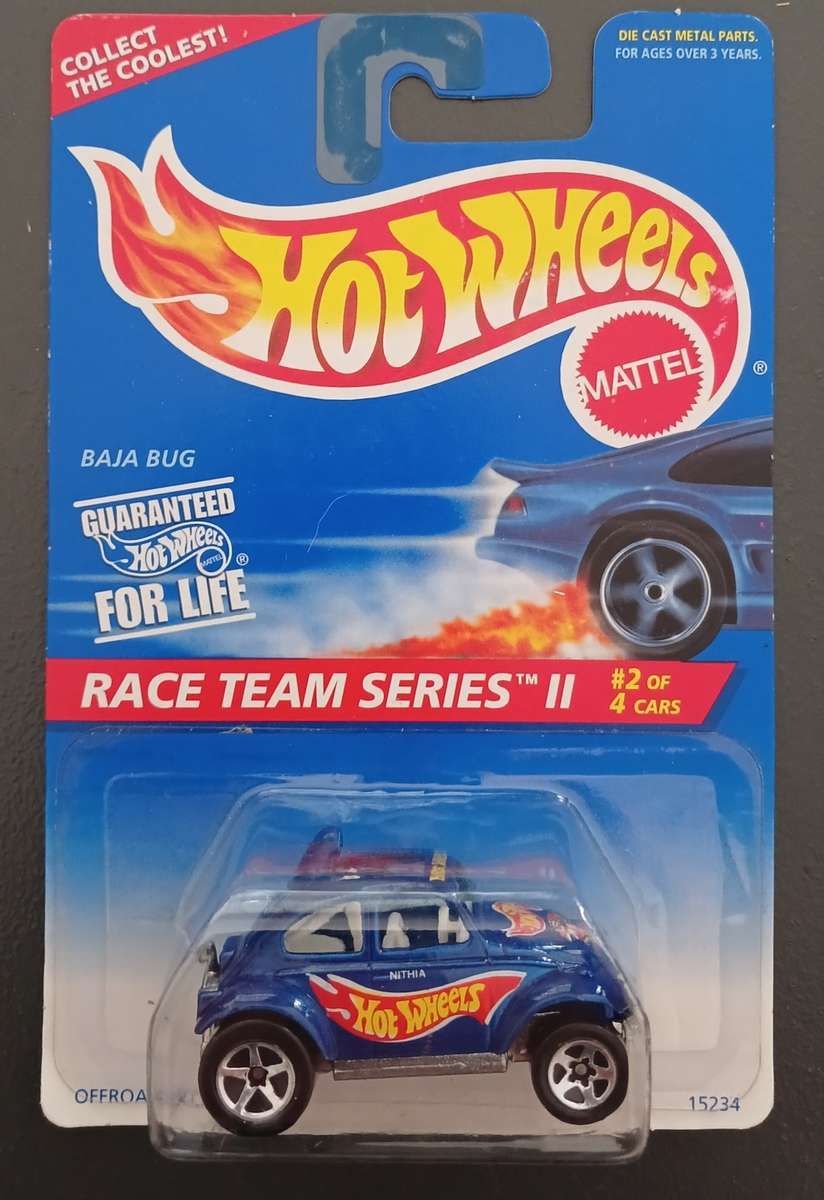 COLLECT
THE COOLEST!
DIE CAST METAL PARTS.
FOR AGES OVER 3 YEARS.
HOT WHEELS
MATTEL
®
BAJA BUG
GUARANTEED
HOT WHEELS
MATTEL
®
FOR LIFE
RACE TEAM SERIES™ II
#2 OF
4 CARS
NITHIA
HOT WHEELS
15234